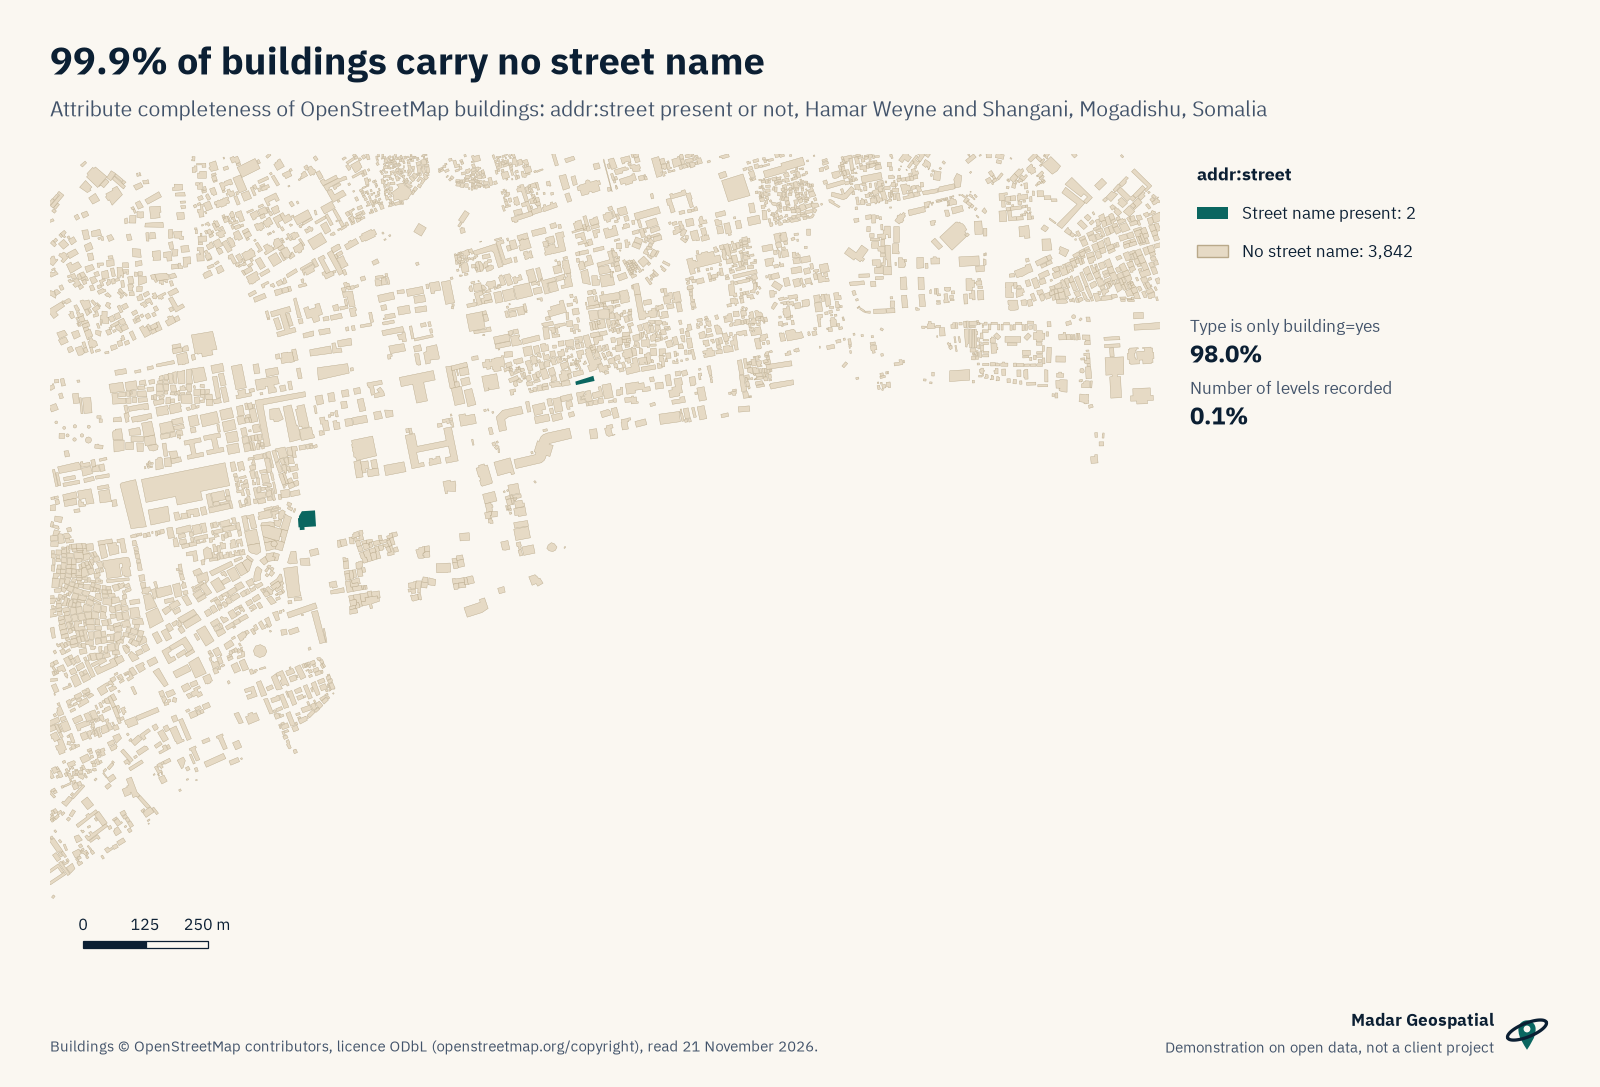 99.9% of buildings carry no street name
Attribute completeness of OpenStreetMap buildings: addr:street present or not, Hamar Weyne and Shangani, Mogadishu, Somalia
addr:street
Street name present: 2
No street name: 3,842
Type is only building=yes
98.0%
Number of levels recorded
0.1%
0 125 250 m
Madar Geospatial
Demonstration on open data, not a client project
Buildings © OpenStreetMap contributors, licence ODbL (openstreetmap.org/copyright), read 21 November 2026.